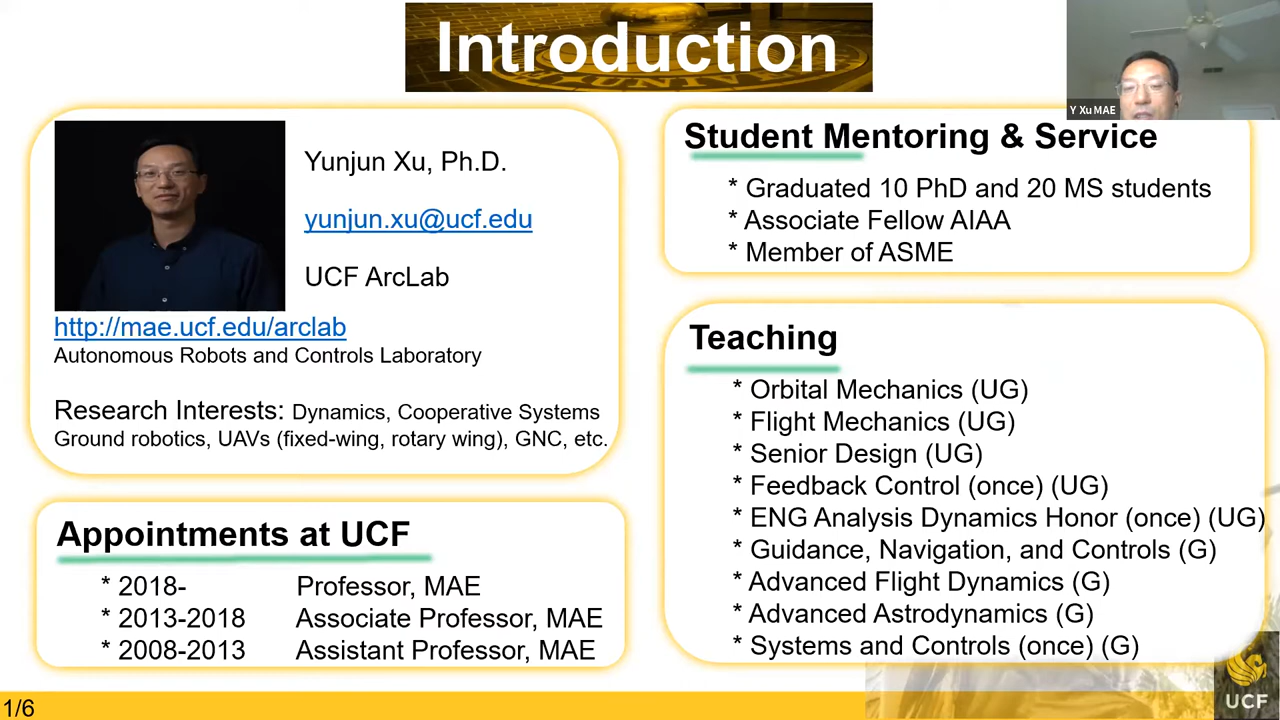 Introduction
Y Xu MAE
Yunjun Xu, Ph.D.
yunjun.xu@ucf.edu
UCF ArcLab
http://mae.ucf.edu/arclab
Autonomous Robots and Controls Laboratory
Research Interests: Dynamics, Cooperative Systems
Ground robotics, UAVs (fixed-wing, rotary wing), GNC, etc.
Appointments at UCF
* 2018- Professor, MAE
* 2013-2018 Associate Professor, MAE
* 2008-2013 Assistant Professor, MAE
Student Mentoring & Service
* Graduated 10 PhD and 20 MS students
* Associate Fellow AIAA
* Member of ASME
Teaching
* Orbital Mechanics (UG)
* Flight Mechanics (UG)
* Senior Design (UG)
* Feedback Control (once) (UG)
* ENG Analysis Dynamics Honor (once) (UG)
* Guidance, Navigation, and Controls (G)
* Advanced Flight Dynamics (G)
* Advanced Astrodynamics (G)
* Systems and Controls (once) (G)
UCF
1/6